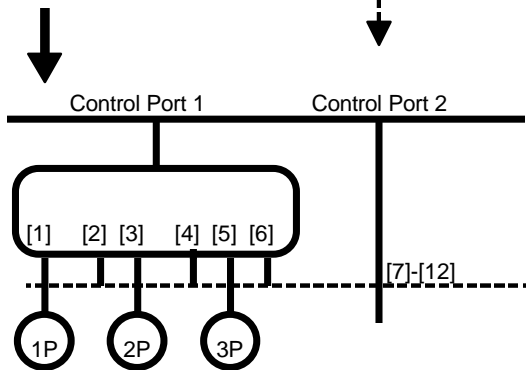 Control Port 1 Control Port 2
[1] [2] [3] [4] [5] [6]
[7]-[12]
1P 2P 3P